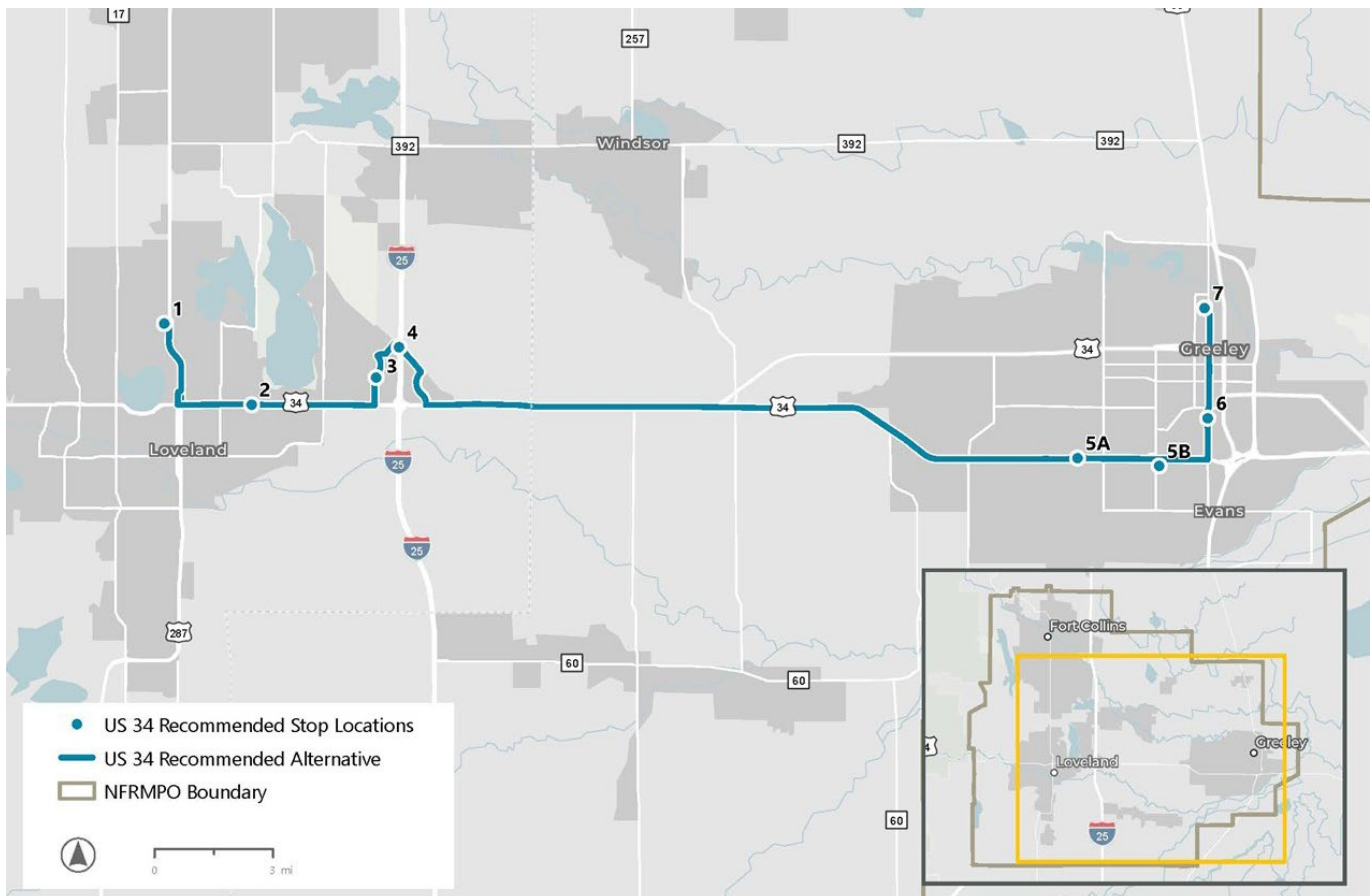 17
257
392
Windsor
392
392
25
1
4
3
2
34
34
34
7
Greeley
6
5A
5B
Loveland
25
Evans
25
287
60
60
60
US 34 Recommended Stop Locations
US 34 Recommended Alternative
NFRMPO Boundary
0
3 mi
Fort Collins
Greeley
4
Loveland
25